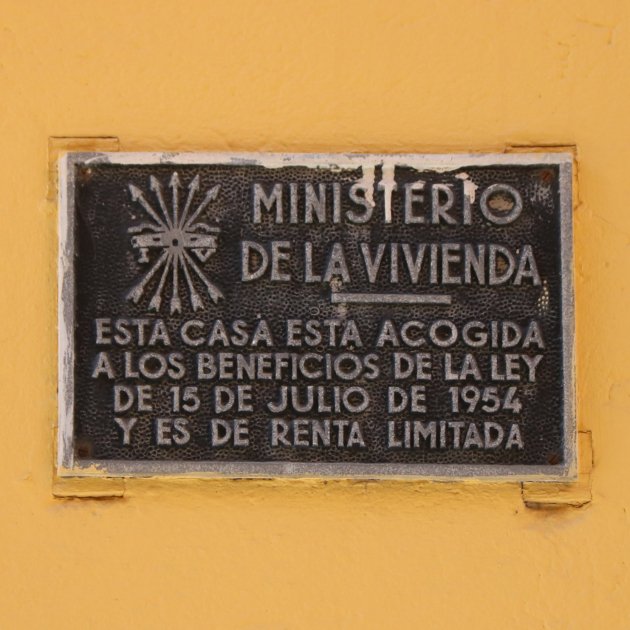 MINISTERIO
DE LA VIVIENDA
ESTA CASA ESTA ACOGIDA
A LOS BENEFICIOS DE LA LEY
DE 15 DE JULIO DE 1954
Y ES DE RENTA LIMITADA